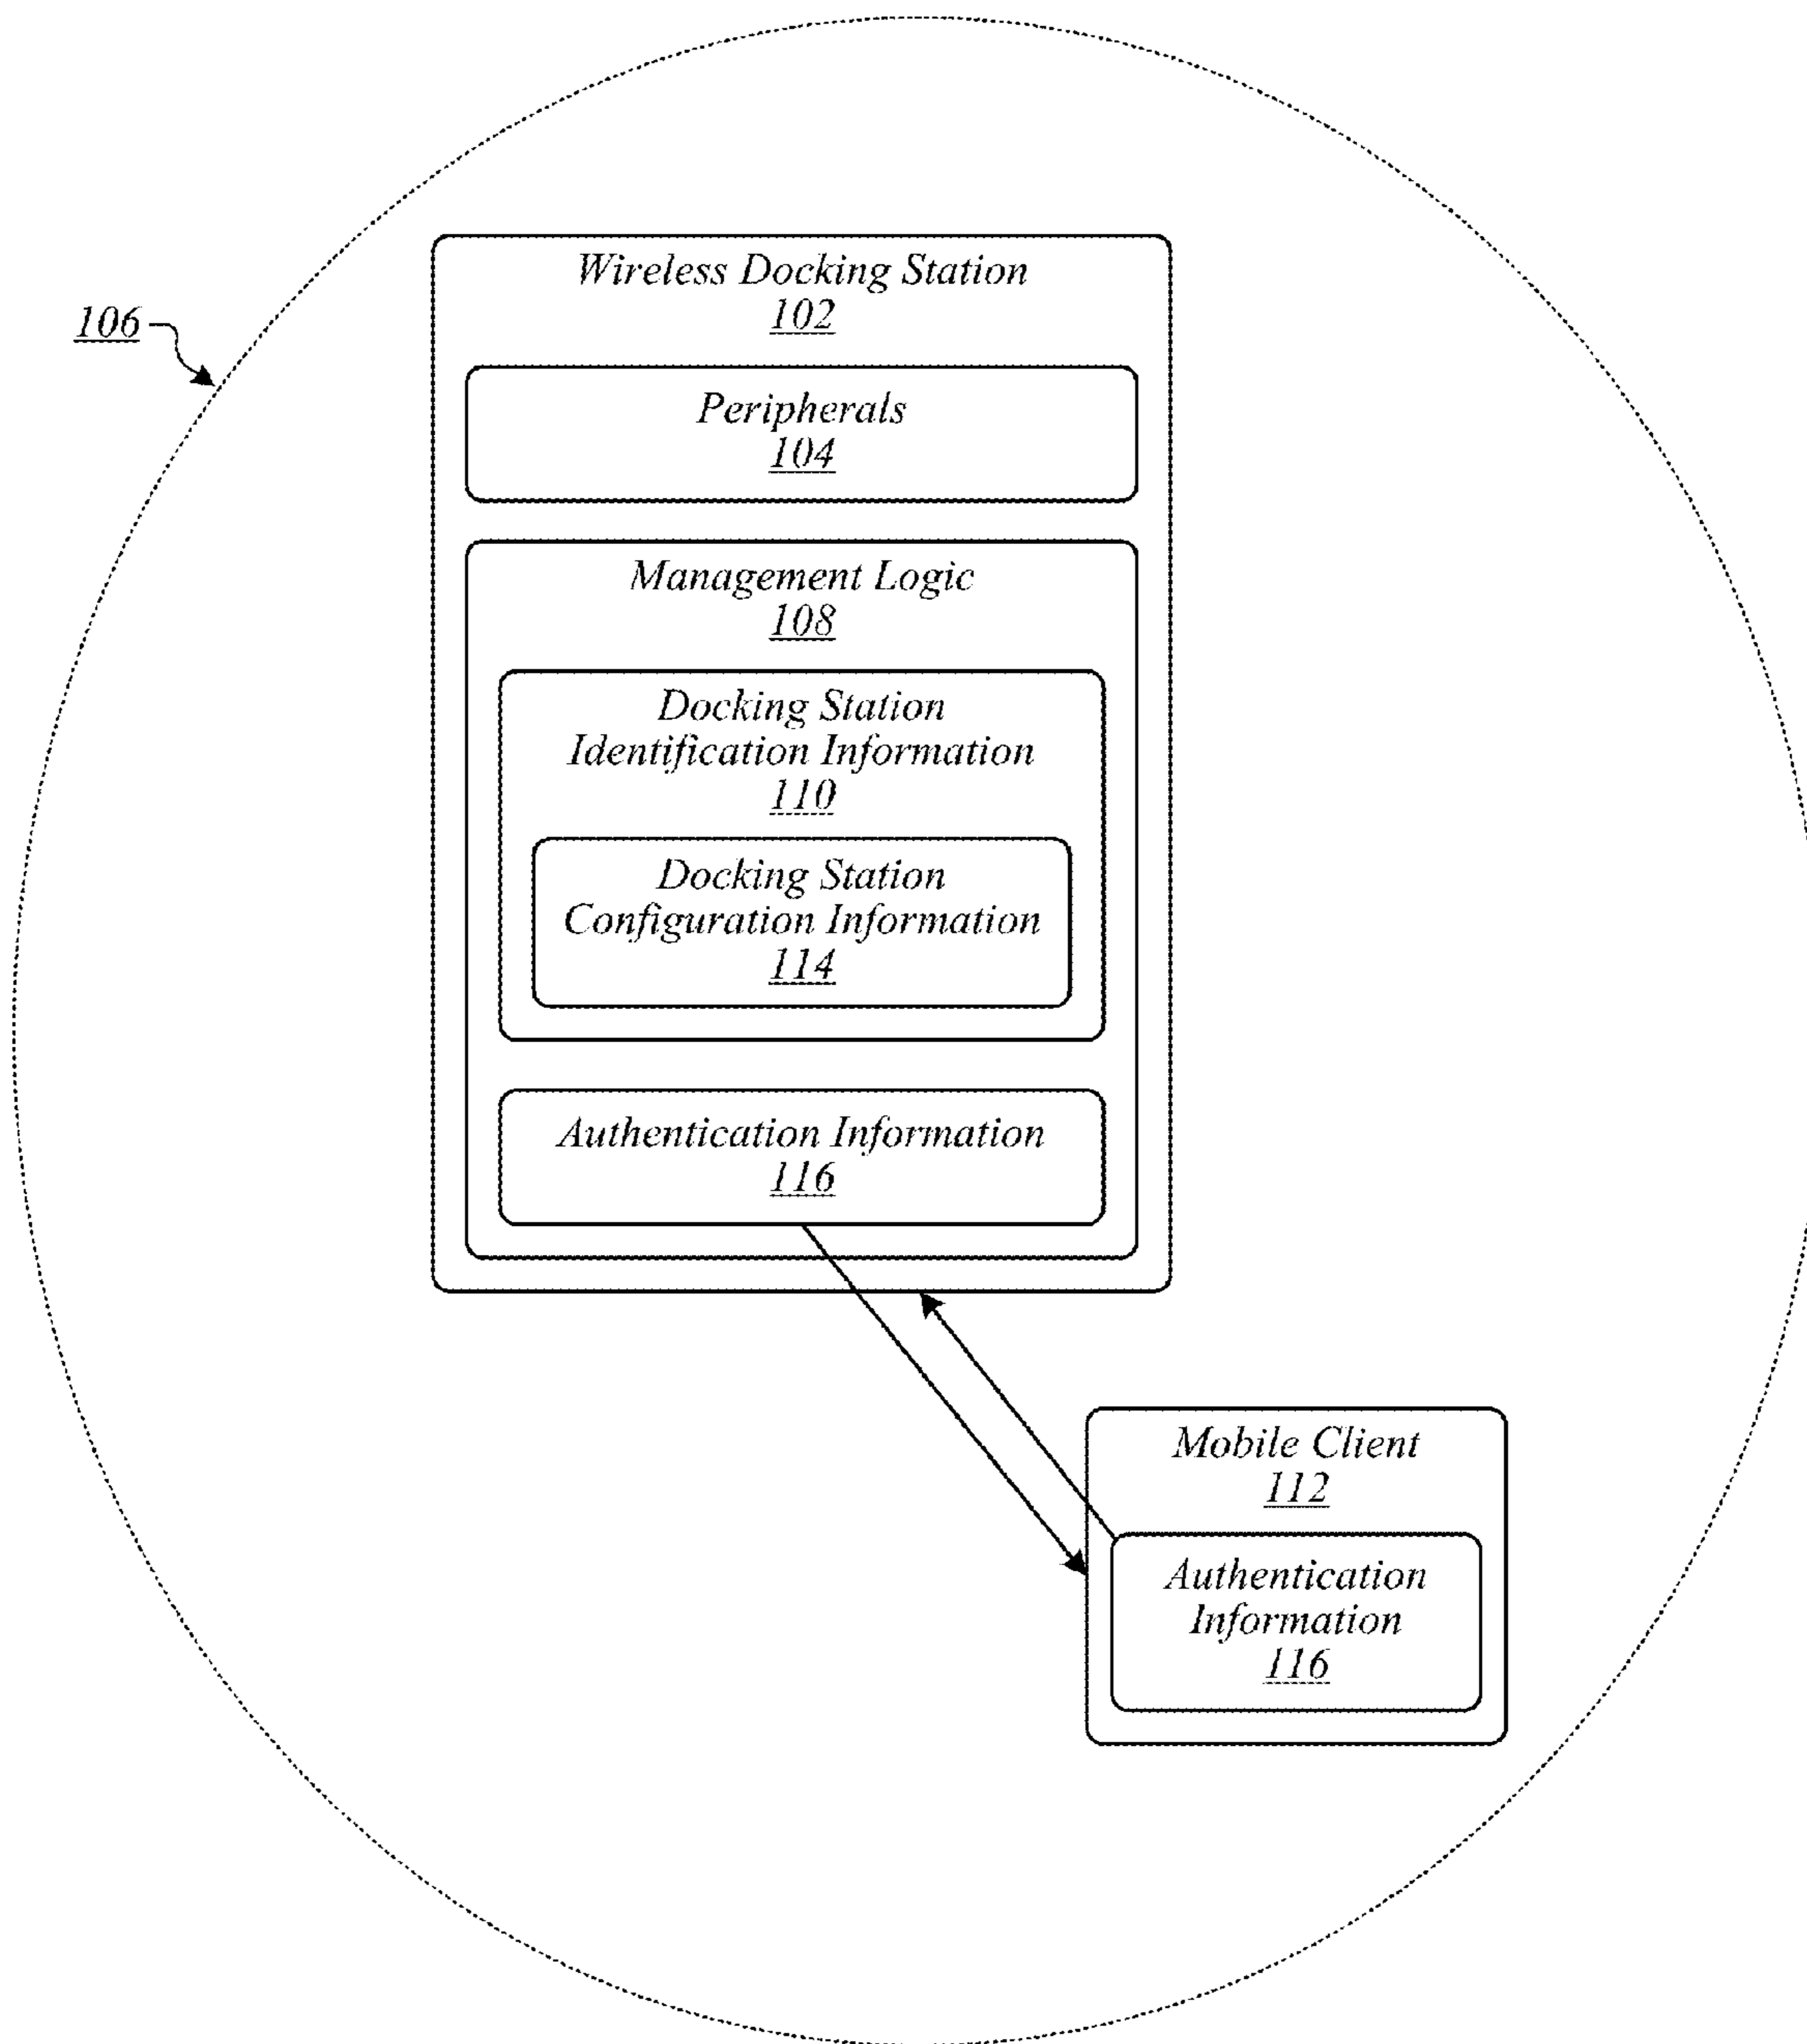 Wireless Docking Station
102
106
Peripherals
104
Management Logic
108
Docking Station
Identification Information
110
Docking Station
Configuration Information
114
Authentication Information
116
Mobile Client
112
Authentication
Information
116